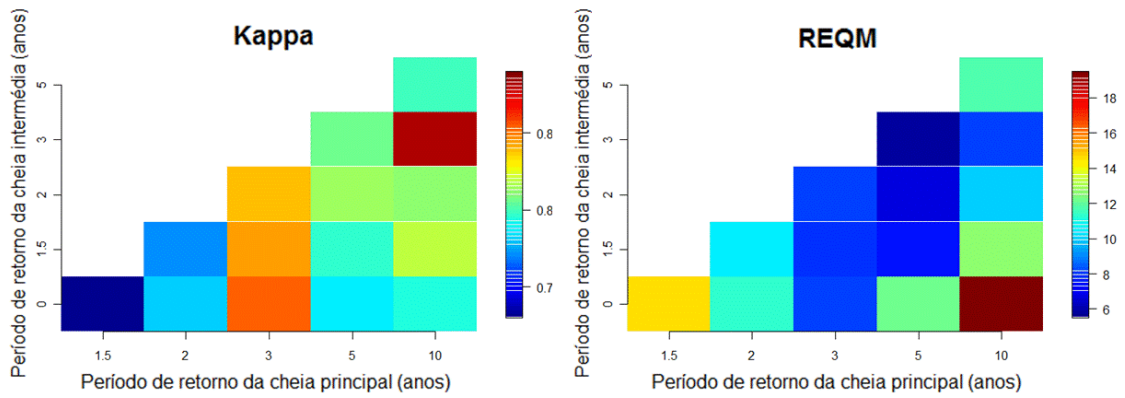 Kappa
Período de retorno da cheia intermédia (anos)
5
3
2
1.5
0
1.5 2 3 5 10
Período de retorno da cheia principal (anos)
0.8
0.8
0.7
REQM
Período de retorno da cheia intermédia (anos)
5
3
2
1.5
0
1.5 2 3 5 10
Período de retorno da cheia principal (anos)
18
16
14
12
10
8
6